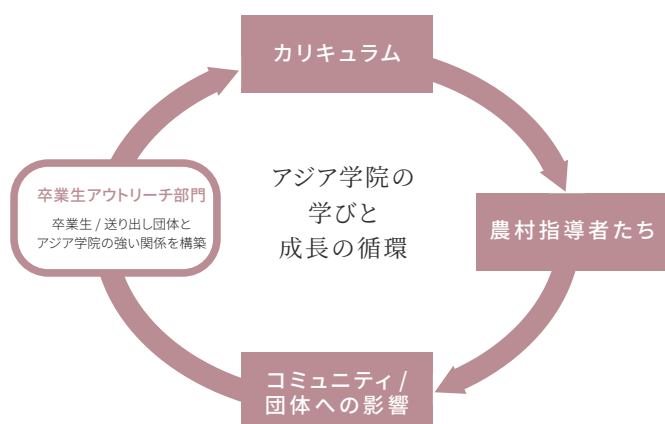 カリキュラム
アジア学院の
学びと
成長の循環
卒業生アウトリーチ部門
卒業生 / 送り出し団体と
アジア学院の強い関係を構築
農村指導者たち
コミュニティ /
団体への影響